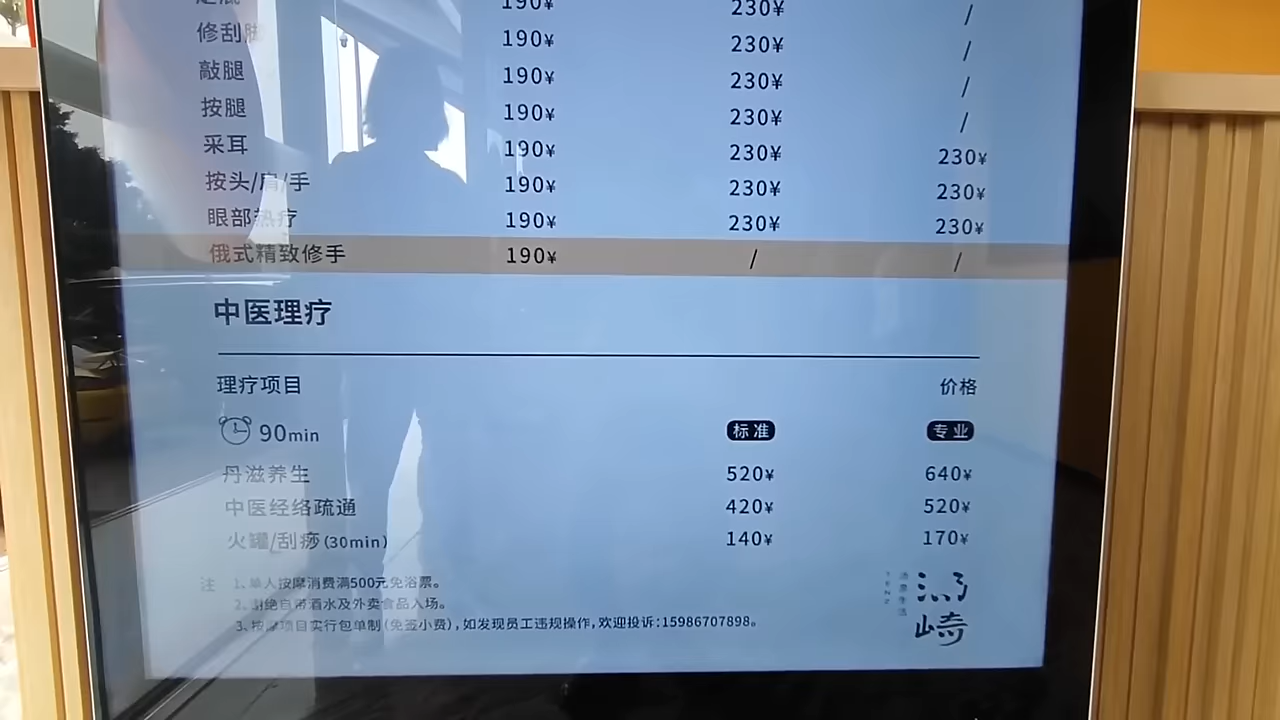 足底 190¥ 230¥ /
修刮脚 190¥ 230¥ /
敲腿 190¥ 230¥ /
按腿 190¥ 230¥ /
采耳 190¥ 230¥ 230¥
按头/肩/手 190¥ 230¥ 230¥
眼部热疗 190¥ 230¥ 230¥
俄式精致修手 190¥ / /
中医理疗
理疗项目 价格
90min 标准 专业
丹滋养生 520¥ 640¥
中医经络疏通 420¥ 520¥
火罐/刮痧(30min) 140¥ 170¥
注 1、单人按摩消费满500元免浴票。
2、谢绝自带酒水及外卖食品入场。
3、按摩项目实行包单制(免签小费),如发现员工违规操作,欢迎投诉:15986707898。